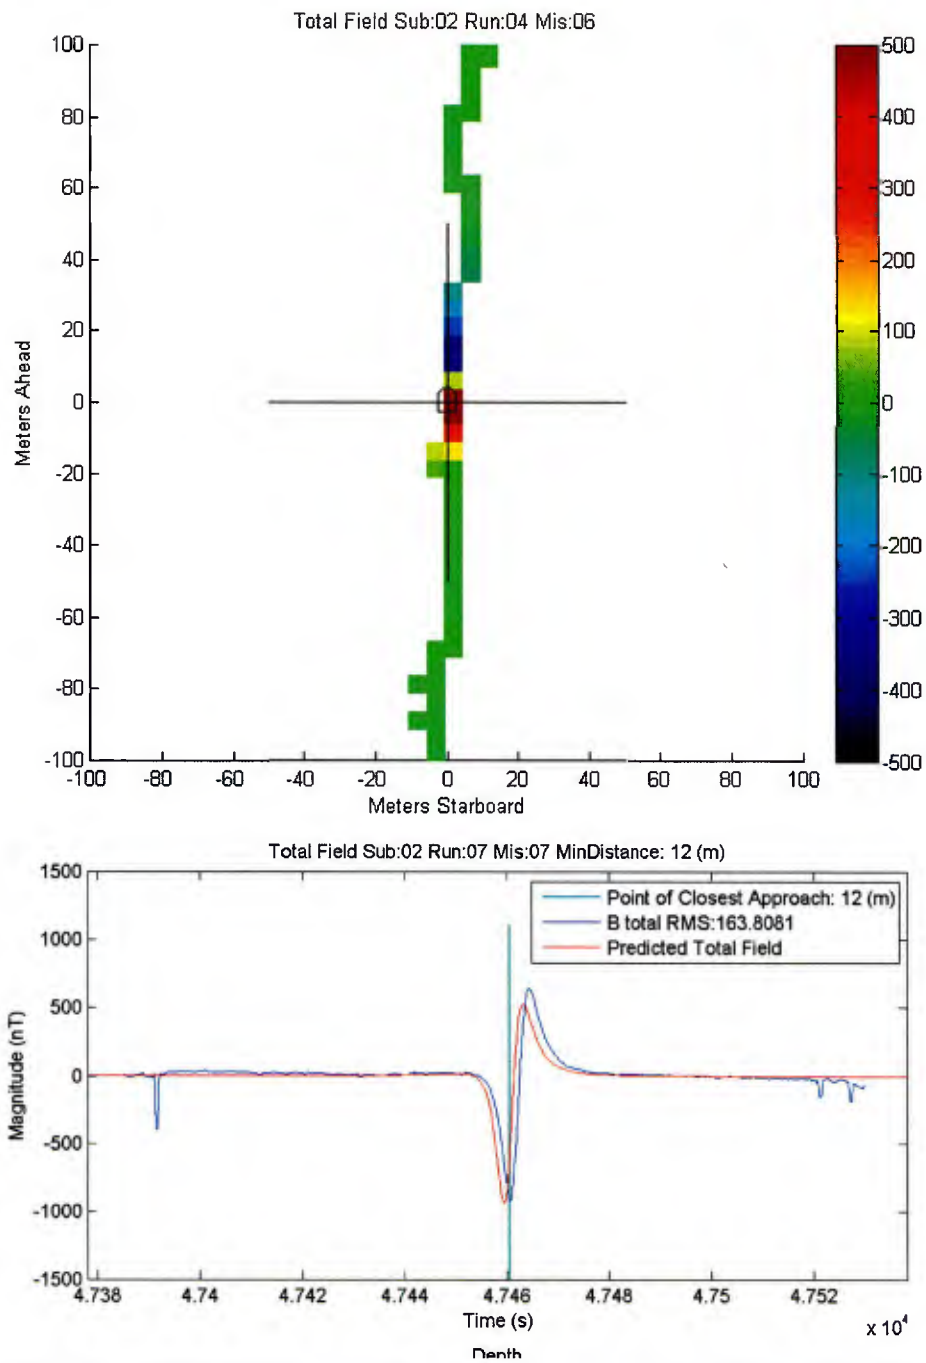 Total Field Sub:02 Run:04 Mis:06
100
80
60
40
20
0
-20
-40
-60
-80
-100
Meters Ahead
-100 -80 -60 -40 -20 0 20 40 60 80 100
Meters Starboard
500
400
300
200
100
0
-100
-200
-300
-400
-500
Total Field Sub:02 Run:07 Mis:07 MinDistance: 12 (m)
1500
1000
500
0
-500
-1000
-1500
Magnitude (nT)
Point of Closest Approach: 12 (m)
B total RMS:163.8081
Predicted Total Field
4.738 4.74 4.742 4.744 4.746 4.748 4.75 4.752
Time (s)
x 10⁴
Depth